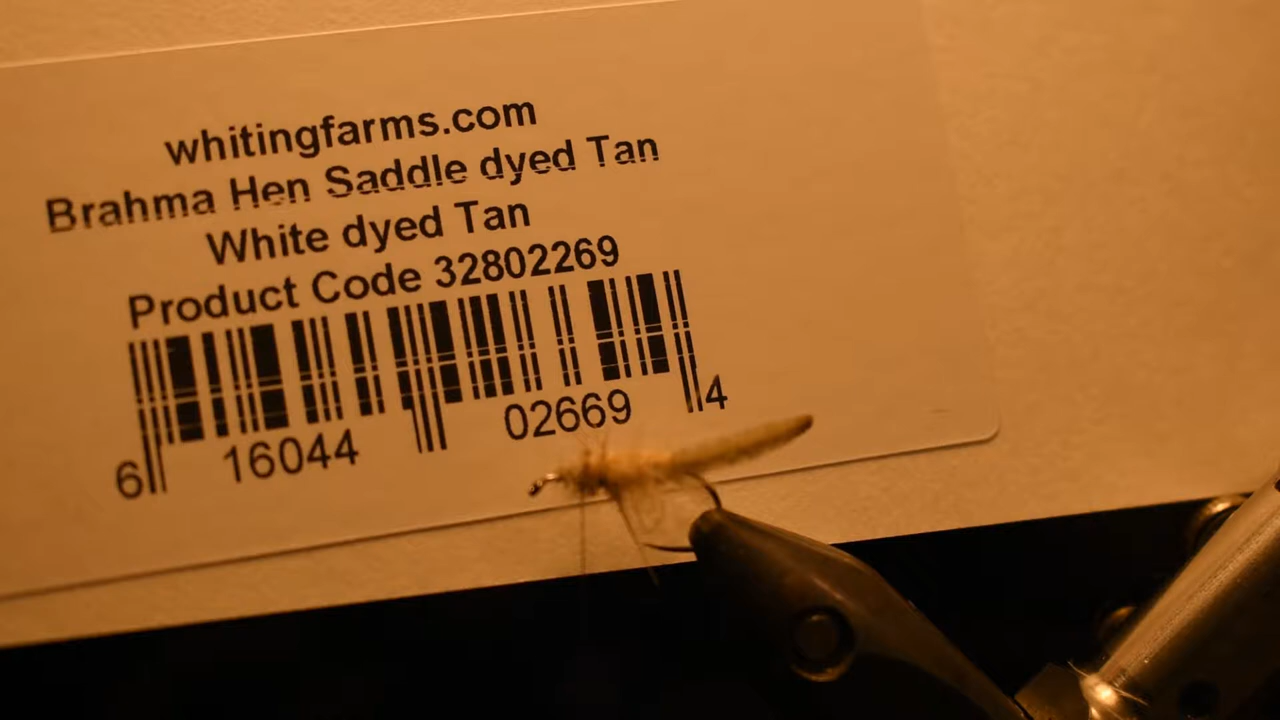 whitingfarms.com
Brahma Hen Saddle dyed Tan
White dyed Tan
Product Code 32802269
6 16044 02669 4